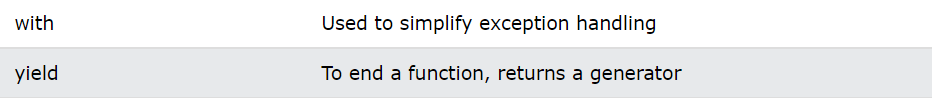 with Used to simplify exception handling
yield To end a function, returns a generator